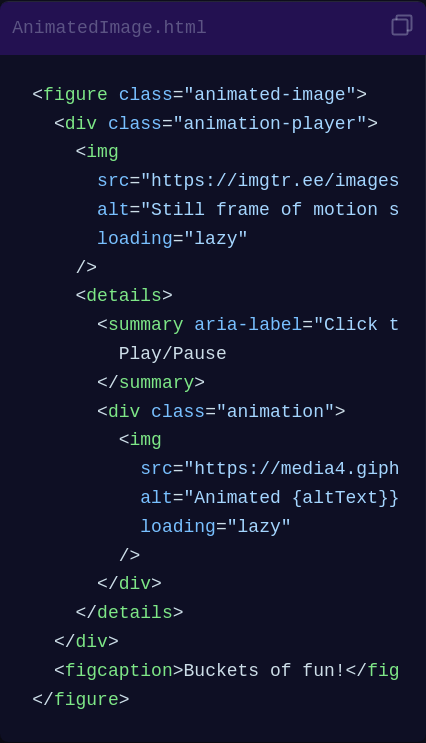 AnimatedImage.html
<figure class="animated-image">
  <div class="animation-player">
    <img
      src="https://imgtr.ee/images
      alt="Still frame of motion s
      loading="lazy"
    />
    <details>
      <summary aria-label="Click t
        Play/Pause
      </summary>
      <div class="animation">
        <img
          src="https://media4.giph
          alt="Animated {altText}}
          loading="lazy"
        />
      </div>
    </details>
  </div>
  <figcaption>Buckets of fun!</fig
</figure>